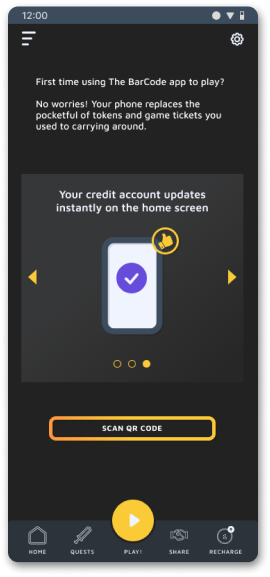 12:00
First time using The BarCode app to play?
No worries! Your phone replaces the
pocketful of tokens and game tickets you
used to carrying around.
Your credit account updates
instantly on the home screen
SCAN QR CODE
HOME
QUESTS
PLAY!
SHARE
RECHARGE